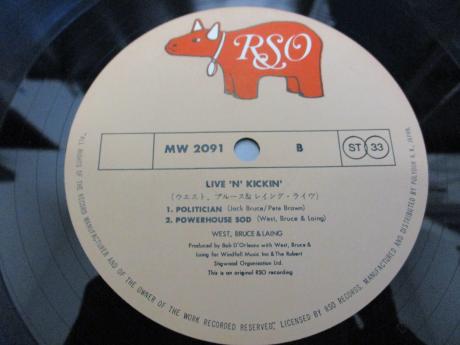 RSO
MW 2091
B
ST 33
LIVE 'N' KICKIN'
(ウエスト、ブルース&レイング・ライヴ)
1. POLITICIAN (Jack Bruce/Pete Brown)
2. POWERHOUSE SOD (West, Bruce & Laing)
WEST, BRUCE & LAING
Produced by Bob D'Orleans with West, Bruce &
Laing for Windfall Music Inc & The Robert
Stigwood Organisation Ltd.
This is an original RSO recording
"ALL RIGHTS OF THE MANUFACTURER AND OF THE OWNER OF THE WORK RECORDED RESERVED", LICENSED BY RSO RECORDS, MANUFACTURED AND DISTRIBUTED BY POLYDOR K. K., JAPAN.